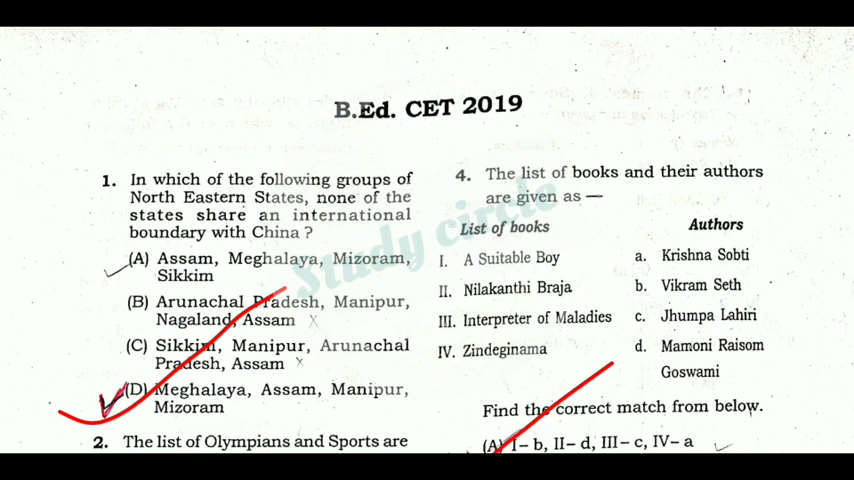 B.Ed. CET 2019
1. In which of the following groups of
North Eastern States, none of the
states share an international
boundary with China ?
(A) Assam, Meghalaya, Mizoram,
Sikkim
(B) Arunachal Pradesh, Manipur,
Nagaland, Assam
(C) Sikkim, Manipur, Arunachal
Pradesh, Assam
(D) Meghalaya, Assam, Manipur,
Mizoram
2. The list of Olympians and Sports are
4. The list of books and their authors
are given as —
List of books Authors
I. A Suitable Boy a. Krishna Sobti
II. Nilakanthi Braja b. Vikram Seth
III. Interpreter of Maladies c. Jhumpa Lahiri
IV. Zindeginama d. Mamoni Raisom
Goswami
Find the correct match from below.
(A) I–b, II–d, III–c, IV–a
Study circle